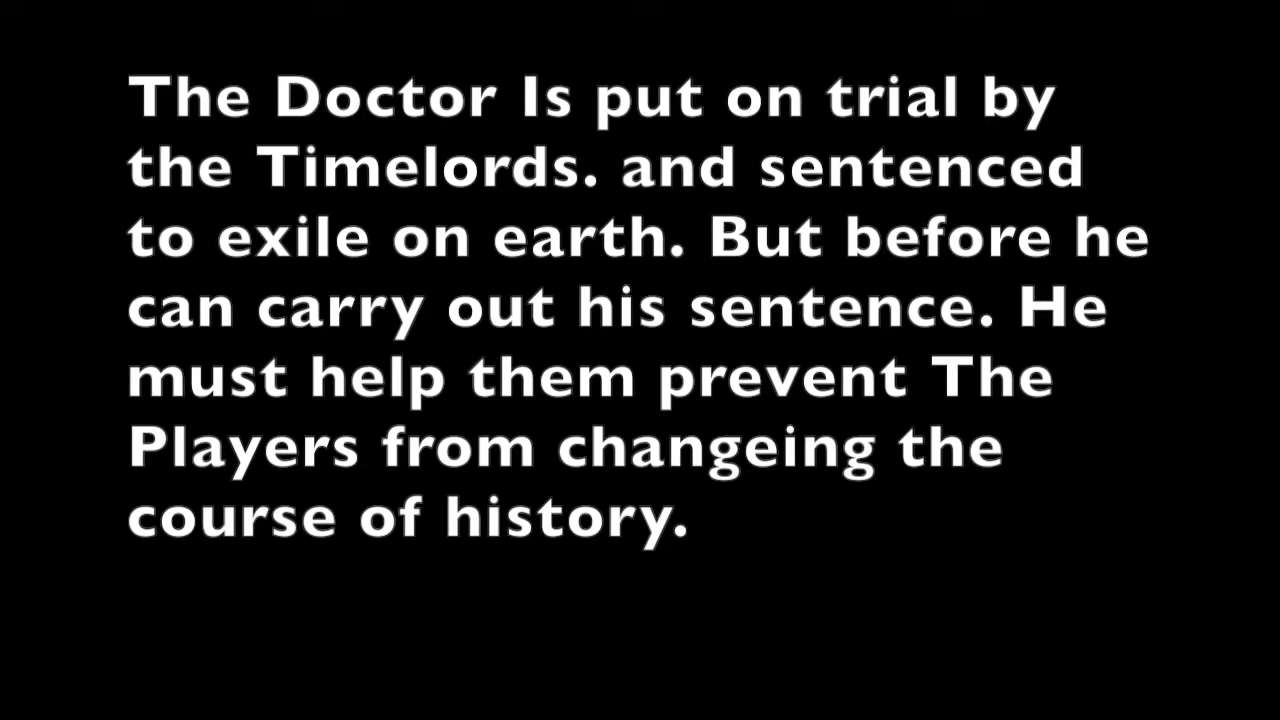 The Doctor Is put on trial by
the Timelords. and sentenced
to exile on earth. But before he
can carry out his sentence. He
must help them prevent The
Players from changeing the
course of history.